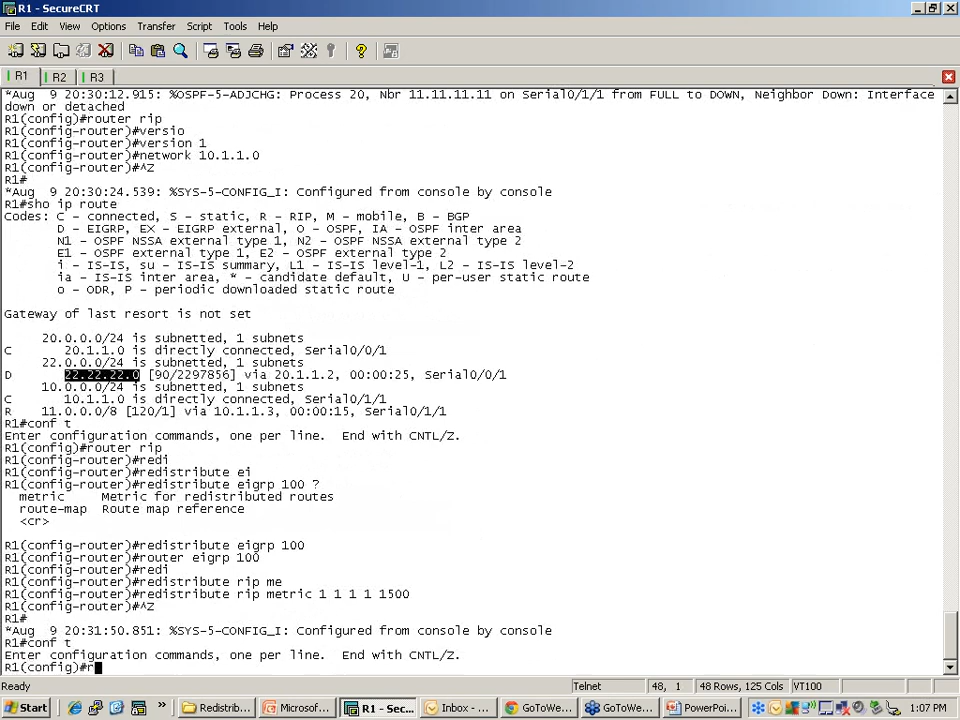 R1 - SecureCRT
File Edit View Options Transfer Script Tools Help
R1 R2 R3
*Aug  9 20:30:12.915: %OSPF-5-ADJCHG: Process 20, Nbr 11.11.11.11 on Serial0/1/1 from FULL to DOWN, Neighbor Down: Interface
down or detached
R1(config)#router rip
R1(config-router)#versio
R1(config-router)#version 1
R1(config-router)#network 10.1.1.0
R1(config-router)#^Z
R1#
*Aug  9 20:30:24.539: %SYS-5-CONFIG_I: Configured from console by console
R1#sho ip route
Codes: C - connected, S - static, R - RIP, M - mobile, B - BGP
D - EIGRP, EX - EIGRP external, O - OSPF, IA - OSPF inter area
N1 - OSPF NSSA external type 1, N2 - OSPF NSSA external type 2
E1 - OSPF external type 1, E2 - OSPF external type 2
i - IS-IS, su - IS-IS summary, L1 - IS-IS level-1, L2 - IS-IS level-2
ia - IS-IS inter area, * - candidate default, U - per-user static route
o - ODR, P - periodic downloaded static route
Gateway of last resort is not set
20.0.0.0/24 is subnetted, 1 subnets
C       20.1.1.0 is directly connected, Serial0/0/1
22.0.0.0/24 is subnetted, 1 subnets
D       22.22.22.0 [90/2297856] via 20.1.1.2, 00:00:25, Serial0/0/1
10.0.0.0/24 is subnetted, 1 subnets
C       10.1.1.0 is directly connected, Serial0/1/1
R    11.0.0.0/8 [120/1] via 10.1.1.3, 00:00:15, Serial0/1/1
R1#conf t
Enter configuration commands, one per line.  End with CNTL/Z.
R1(config)#router rip
R1(config-router)#redi
R1(config-router)#redistribute ei
R1(config-router)#redistribute eigrp 100 ?
metric     Metric for redistributed routes
route-map  Route map reference
<cr>
R1(config-router)#redistribute eigrp 100
R1(config-router)#router eigrp 100
R1(config-router)#redi
R1(config-router)#redistribute rip me
R1(config-router)#redistribute rip metric 1 1 1 1 1500
R1(config-router)#^Z
R1#
*Aug  9 20:31:50.851: %SYS-5-CONFIG_I: Configured from console by console
R1#conf t
Enter configuration commands, one per line.  End with CNTL/Z.
R1(config)#r
Ready Telnet 48, 1 48 Rows, 125 Cols VT100
Start » Redistrib... Microsof... R1 - Sec... Inbox - ... GoToWe... GoToWe... PowerPoi... 1:07 PM